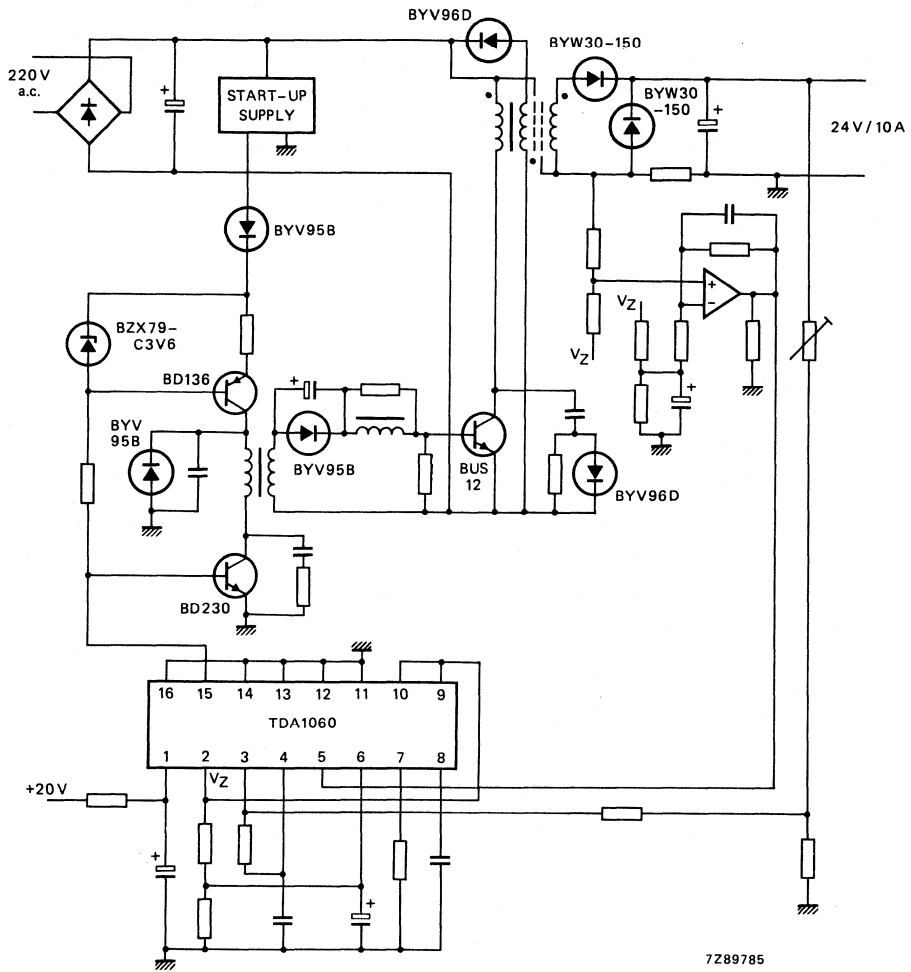 BYV96D
BYW30-150
220V
a.c.
+
START-UP
SUPPLY
BYW30
-150
+
24V/10A
BYV95B
+
-
VZ
VZ
BZX79-
C3V6
BD136
+
+
BYV
95B
BYV95B
BUS
12
BYV96D
BD230
16 15 14 13 12 11 10 9
TDA1060
1 2 3 4 5 6 7 8
VZ
+20V
+
+
7Z89785